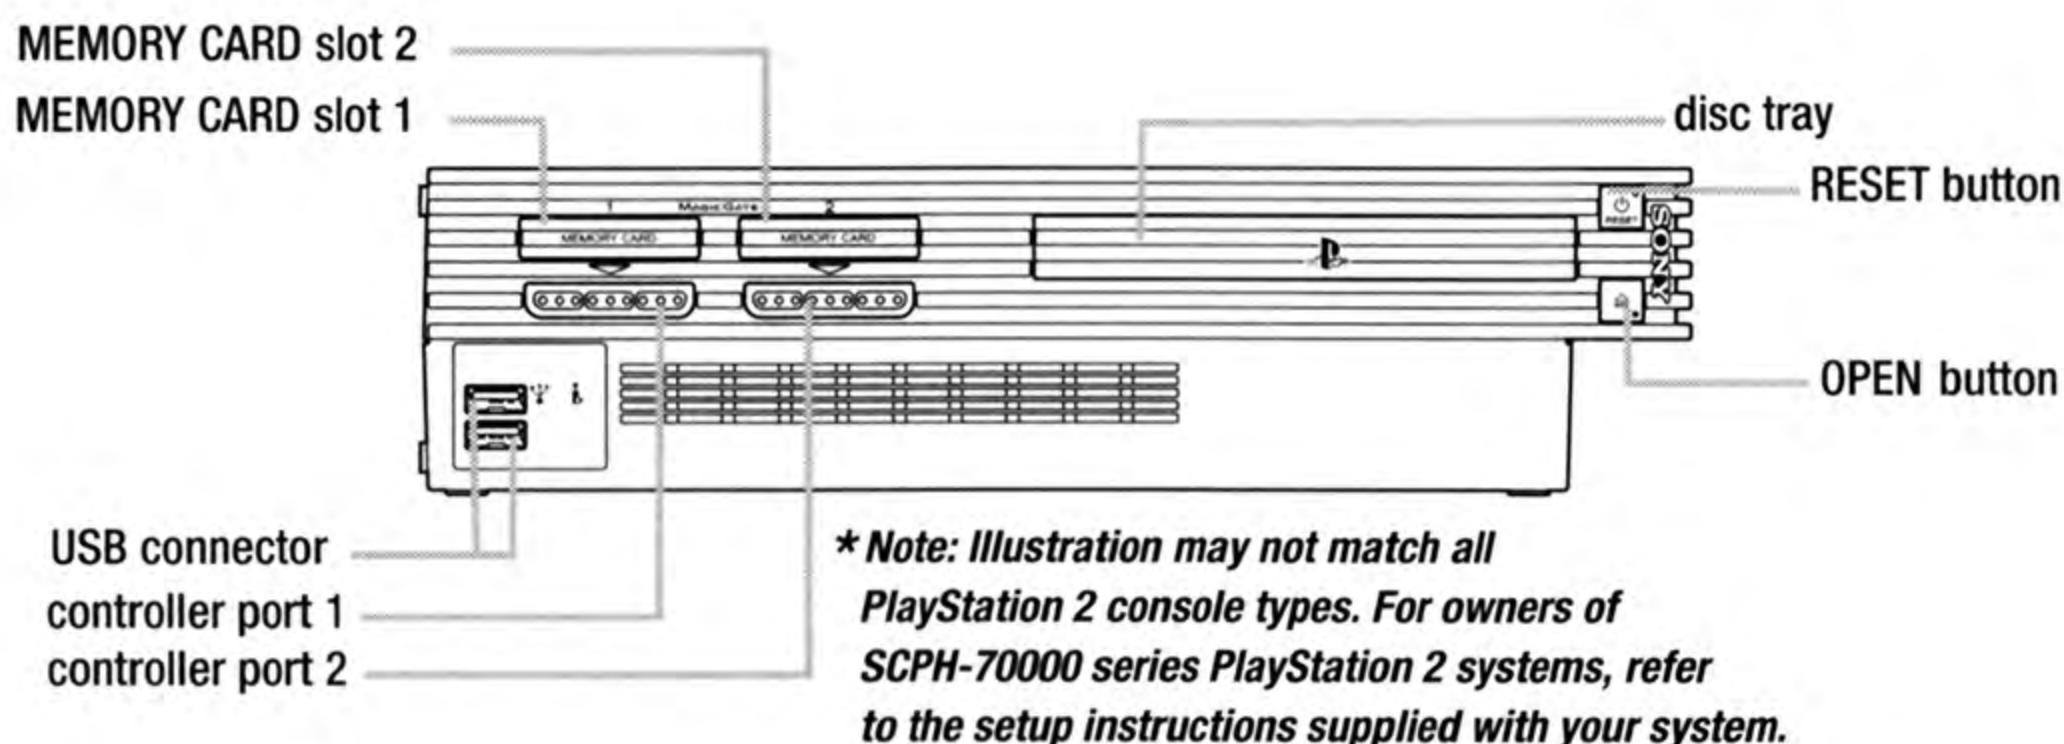 MEMORY CARD slot 2
MEMORY CARD slot 1
disc tray
RESET button
1
MagicGate
2
MEMORY CARD
MEMORY CARD
RESET
SONY
OPEN button
USB connector
controller port 1
controller port 2
* Note: Illustration may not match all
PlayStation 2 console types. For owners of
SCPH-70000 series PlayStation 2 systems, refer
to the setup instructions supplied with your system.